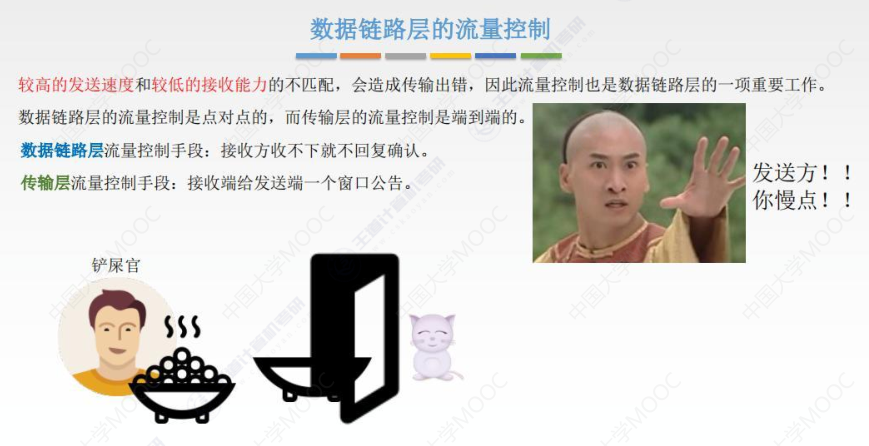 数据链路层的流量控制
较高的发送速度和较低的接收能力的不匹配，会造成传输出错，因此流量控制也是数据链路层的一项重要工作。
数据链路层的流量控制是点对点的，而传输层的流量控制是端到端的。
数据链路层流量控制手段：接收方收不下就不回复确认。
传输层流量控制手段：接收端给发送端一个窗口公告。
发送方！！
你慢点！！
铲屎官
中国大学MOOC
王道计算机考研